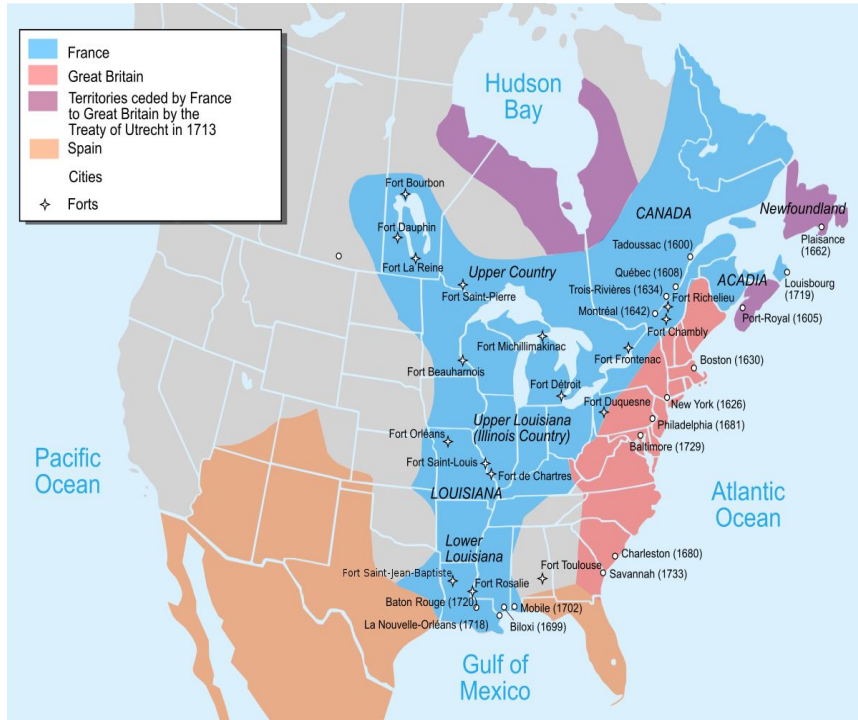 France
Great Britain
Territories ceded by France
to Great Britain by the
Treaty of Utrecht in 1713
Spain
Cities
Forts
Hudson
Bay
Fort Bourbon
Fort Dauphin
Fort La Reine
Upper Country
Fort Saint-Pierre
CANADA
Newfoundland
Plaisance
(1662)
Tadoussac (1600)
Québec (1608)
ACADIA
Louisbourg
(1719)
Trois-Rivières (1634)
Fort Richelieu
Montréal (1642)
Port-Royal (1605)
Fort Chambly
Fort Michillimakinac
Fort Frontenac
Fort Beauharnois
Boston (1630)
Fort Détroit
Fort Duquesne
New York (1626)
Upper Louisiana
(Illinois Country)
Philadelphia (1681)
Fort Orléans
Baltimore (1729)
Fort Saint-Louis
Fort de Chartres
LOUISIANA
Pacific
Ocean
Atlantic
Ocean
Lower
Louisiana
Charleston (1680)
Fort Toulouse
Fort Saint-Jean-Baptiste
Savannah (1733)
Fort Rosalie
Baton Rouge (1720)
Mobile (1702)
La Nouvelle-Orléans (1718)
Biloxi (1699)
Gulf of
Mexico